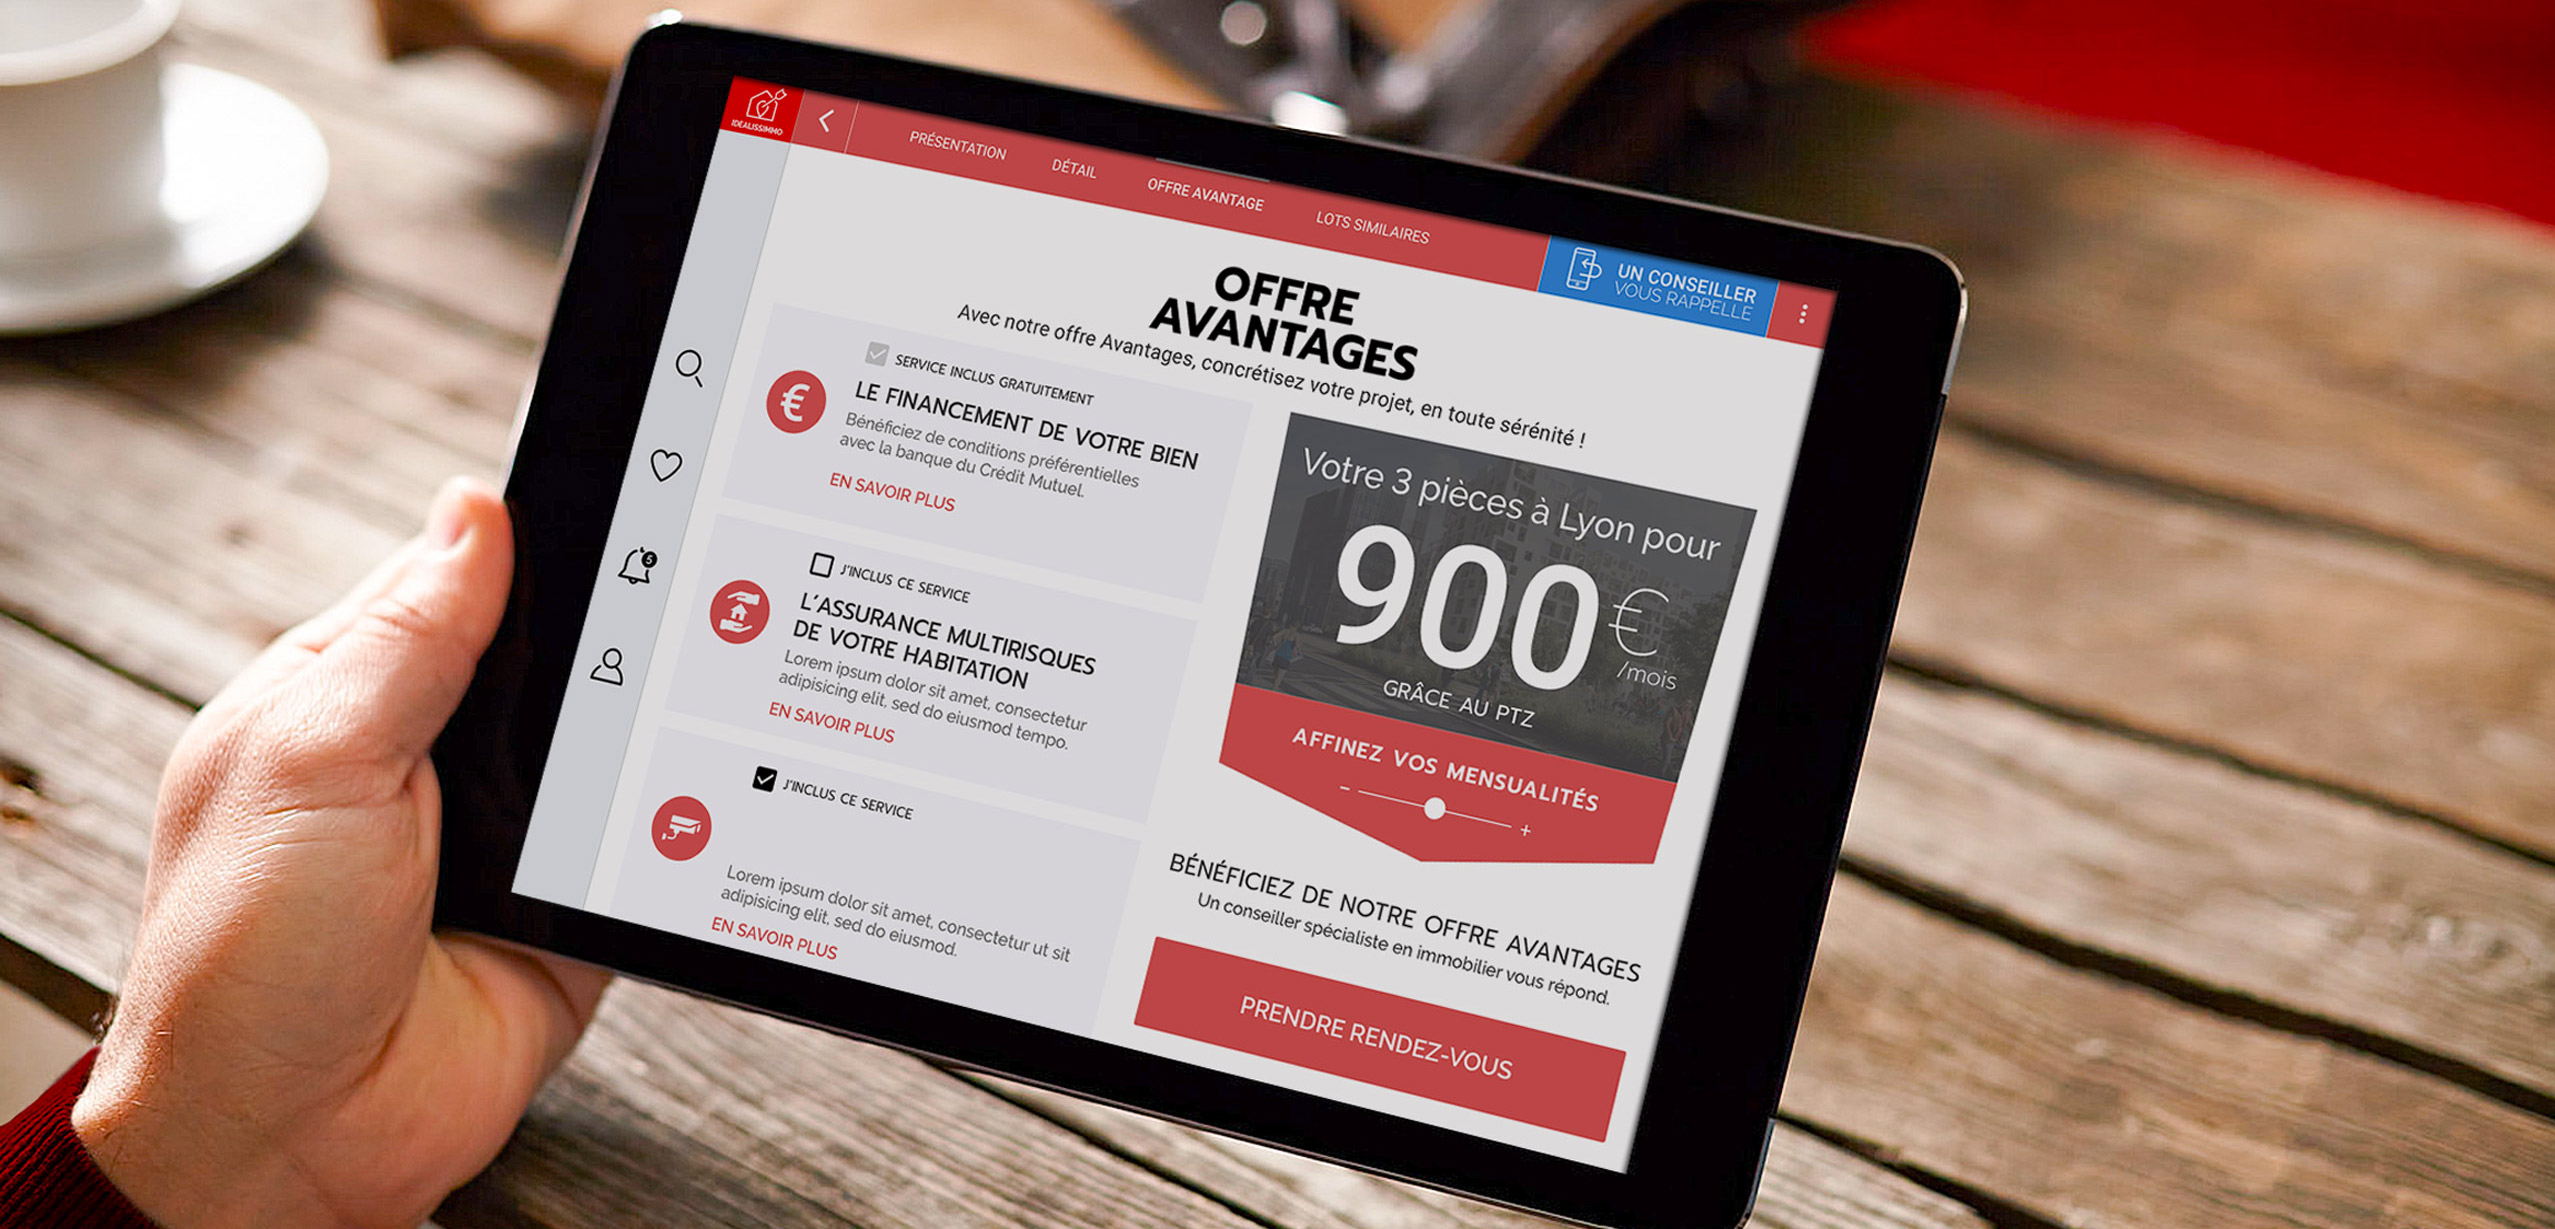 IDEALISSIMMO
PRÉSENTATION
DÉTAIL
OFFRE AVANTAGE
LOTS SIMILAIRES
UN CONSEILLER
VOUS RAPPELLE
OFFRE
AVANTAGES
Avec notre offre Avantages, concrétisez votre projet, en toute sérénité !
SERVICE INCLUS GRATUITEMENT
€
LE FINANCEMENT DE VOTRE BIEN
Bénéficiez de conditions préférentielles
avec la banque du Crédit Mutuel.
EN SAVOIR PLUS
5
J'INCLUS CE SERVICE
L'ASSURANCE MULTIRISQUES
DE VOTRE HABITATION
Lorem ipsum dolor sit amet, consectetur
adipisicing elit, sed do eiusmod tempo.
EN SAVOIR PLUS
J'INCLUS CE SERVICE
Lorem ipsum dolor sit amet, consectetur ut sit
adipisicing elit, sed do eiusmod.
EN SAVOIR PLUS
Votre 3 pièces à Lyon pour
900 €
/mois
GRÂCE AU PTZ
AFFINEZ VOS MENSUALITÉS
- +
BÉNÉFICIEZ DE NOTRE OFFRE AVANTAGES
Un conseiller spécialiste en immobilier vous répond.
PRENDRE RENDEZ-VOUS